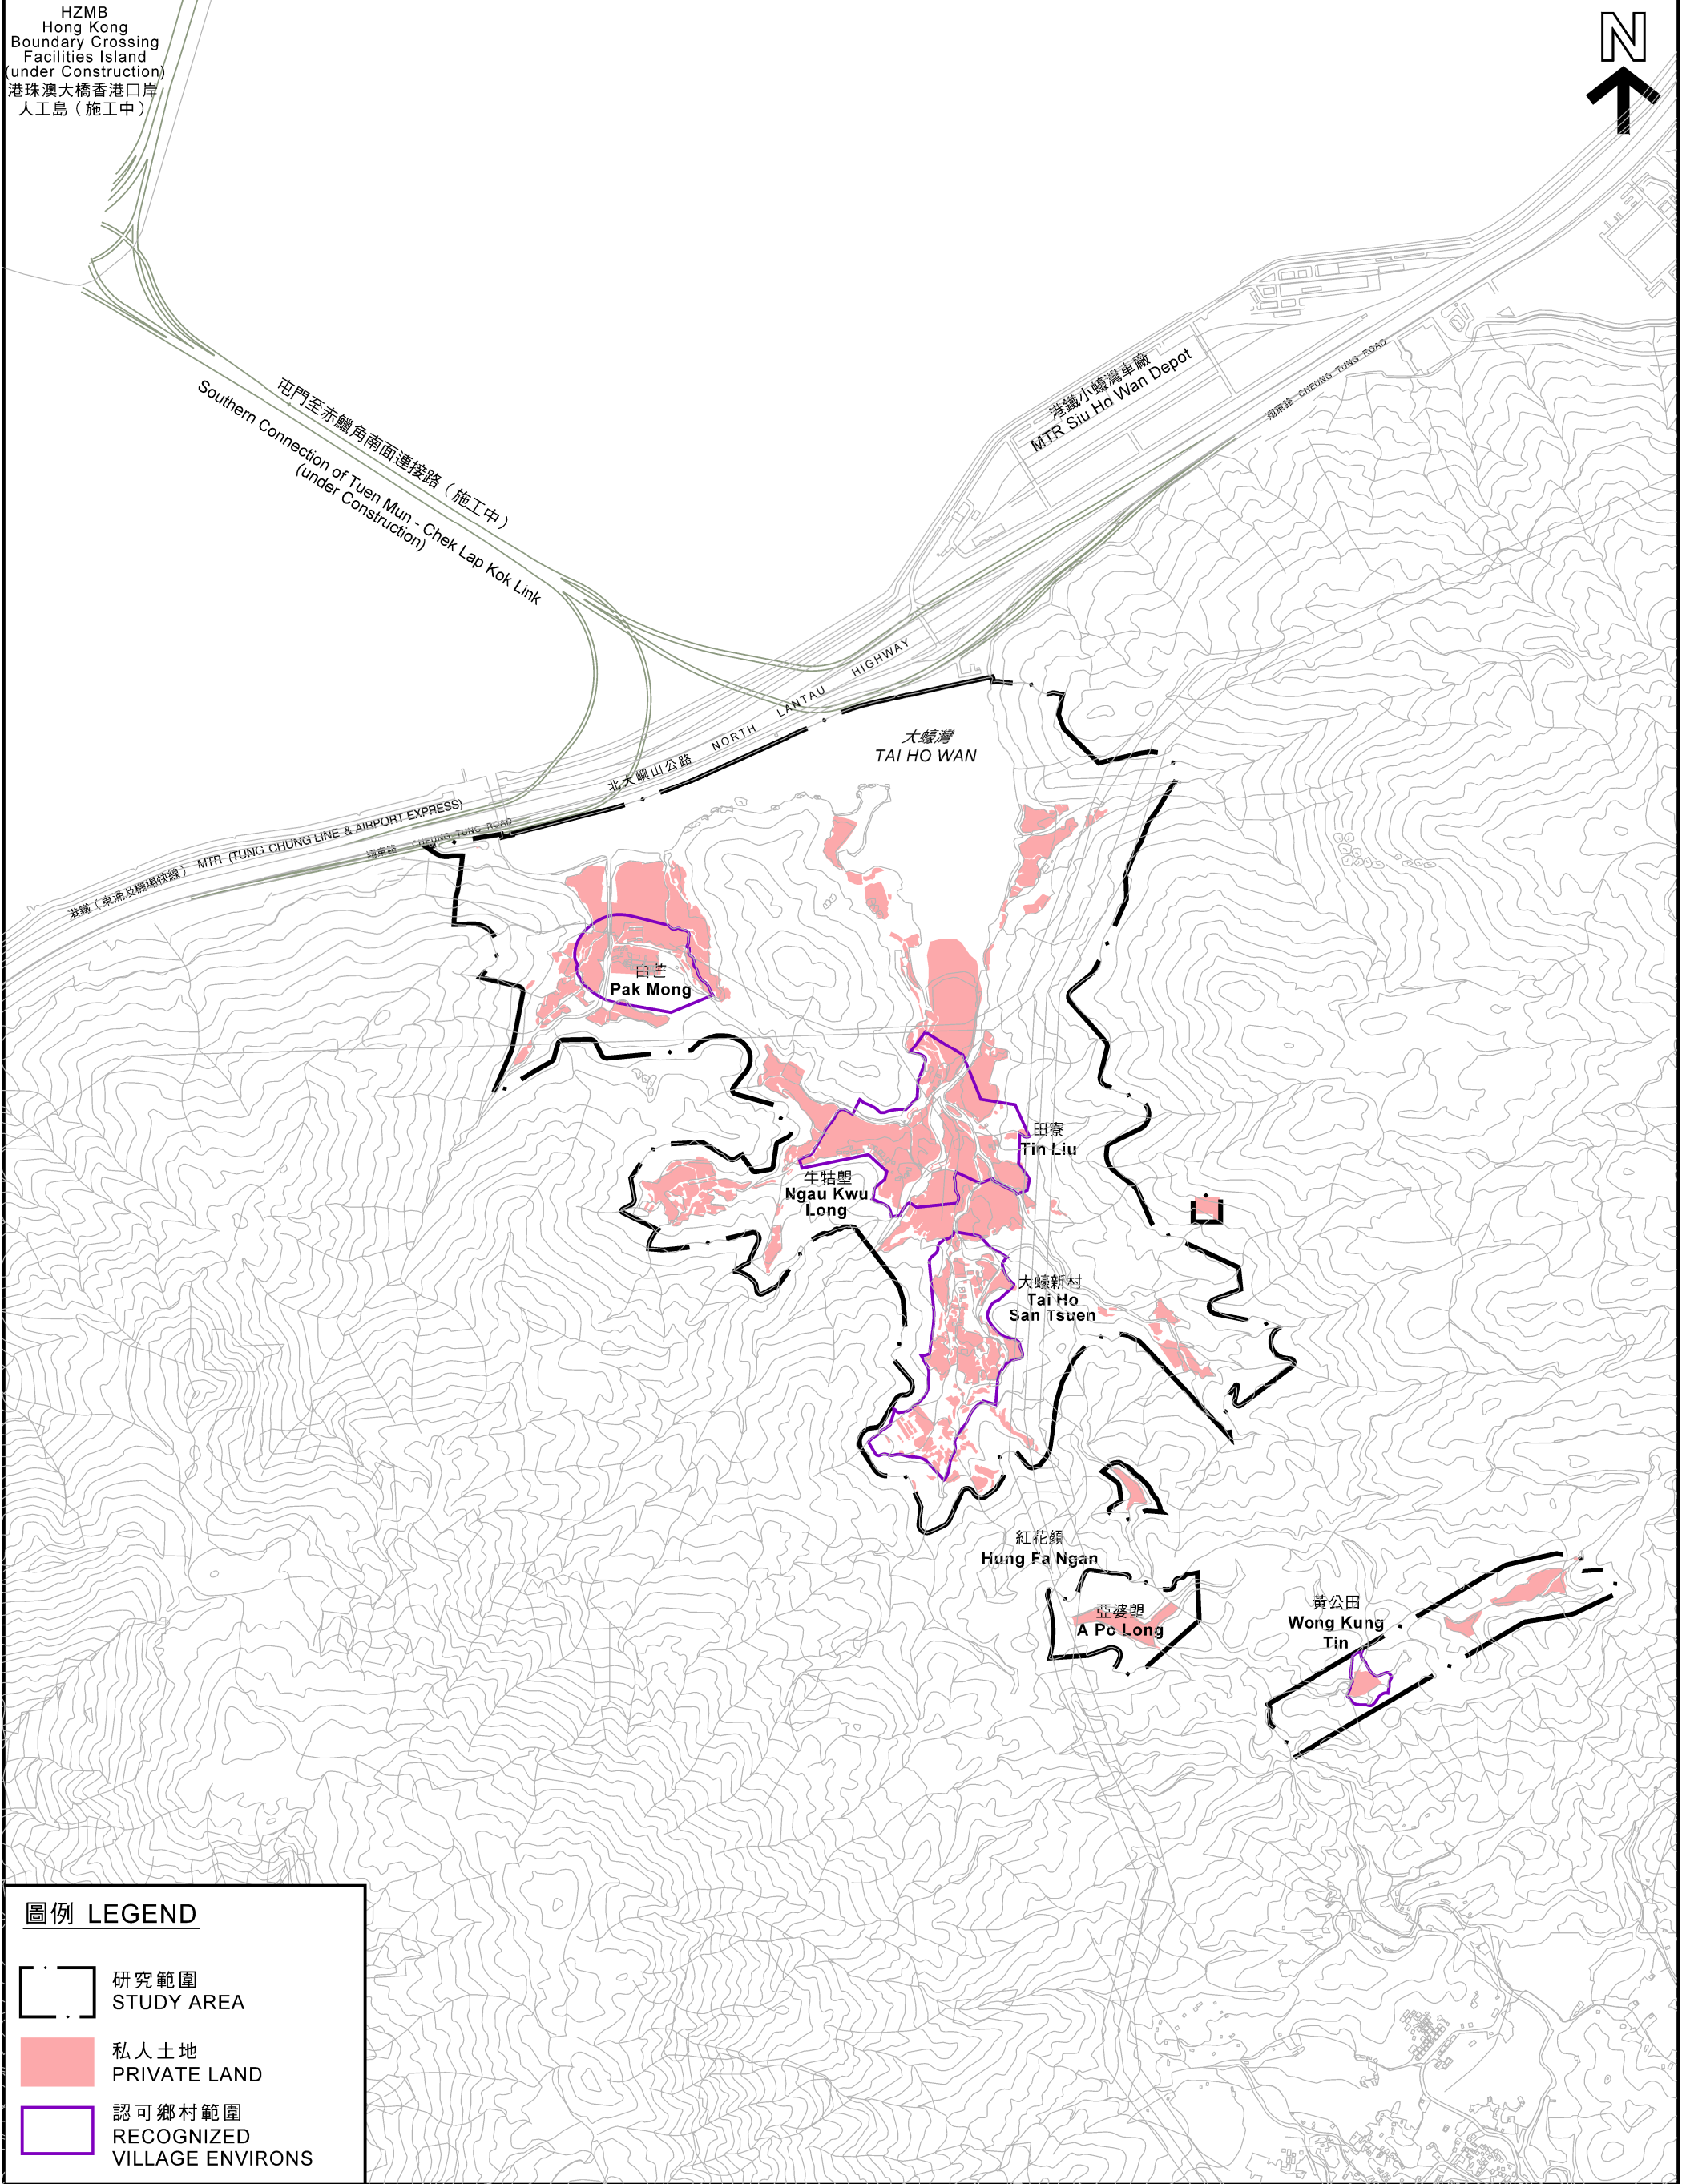 HZMB
Hong Kong
Boundary Crossing
Facilities Island
(under Construction)
港珠澳大橋香港口岸
人工島（施工中）
N
屯門至赤鱲角南面連接路（施工中）
Southern Connection of Tuen Mun - Chek Lap Kok Link
(under Construction)
港鐵小蠔灣車廠
MTR Siu Ho Wan Depot
翔東路 CHEUNG TUNG ROAD
北大嶼山公路 NORTH LANTAU HIGHWAY
大蠔灣
TAI HO WAN
港鐵（東涌及機場快線） MTR (TUNG CHUNG LINE & AIRPORT EXPRESS)
翔東路 CHEUNG TUNG ROAD
白芒
Pak Mong
田寮
Tin Liu
牛牯塱
Ngau Kwu
Long
大蠔新村
Tai Ho
San Tsuen
紅花顏
Hung Fa Ngan
亞婆塱
A Po Long
黃公田
Wong Kung
Tin
圖例 LEGEND
研究範圍
STUDY AREA
私人土地
PRIVATE LAND
認可鄉村範圍
RECOGNIZED
VILLAGE ENVIRONS